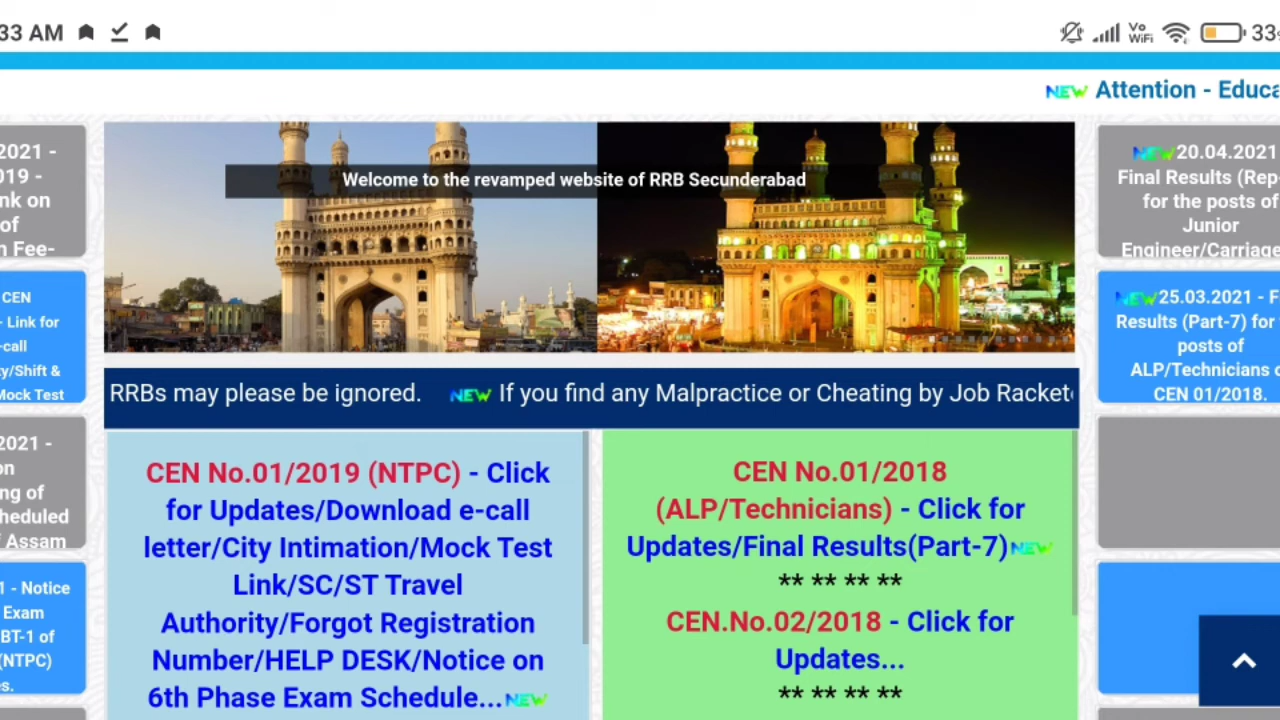 33 AM
Vo
WiFi
33
NEW Attention - Educa
2021 -
019 -
nk on
of
n Fee-
CEN
- Link for
-call
ty/Shift &
Mock Test
2021 -
on
ng of
heduled
f Assam
1 - Notice
Exam
BT-1 of
(NTPC)
s.
Welcome to the revamped website of RRB Secunderabad
RRBs may please be ignored. NEW If you find any Malpractice or Cheating by Job Rackete
CEN No.01/2019 (NTPC) - Click
for Updates/Download e-call
letter/City Intimation/Mock Test
Link/SC/ST Travel
Authority/Forgot Registration
Number/HELP DESK/Notice on
6th Phase Exam Schedule...NEW
CEN No.01/2018
(ALP/Technicians) - Click for
Updates/Final Results(Part-7)NEW
** ** ** **
CEN.No.02/2018 - Click for
Updates...
** ** ** **
NEW20.04.2021
Final Results (Rep-
for the posts of
Junior
Engineer/Carriage
NEW25.03.2021 - F
Results (Part-7) for
posts of
ALP/Technicians o
CEN 01/2018.